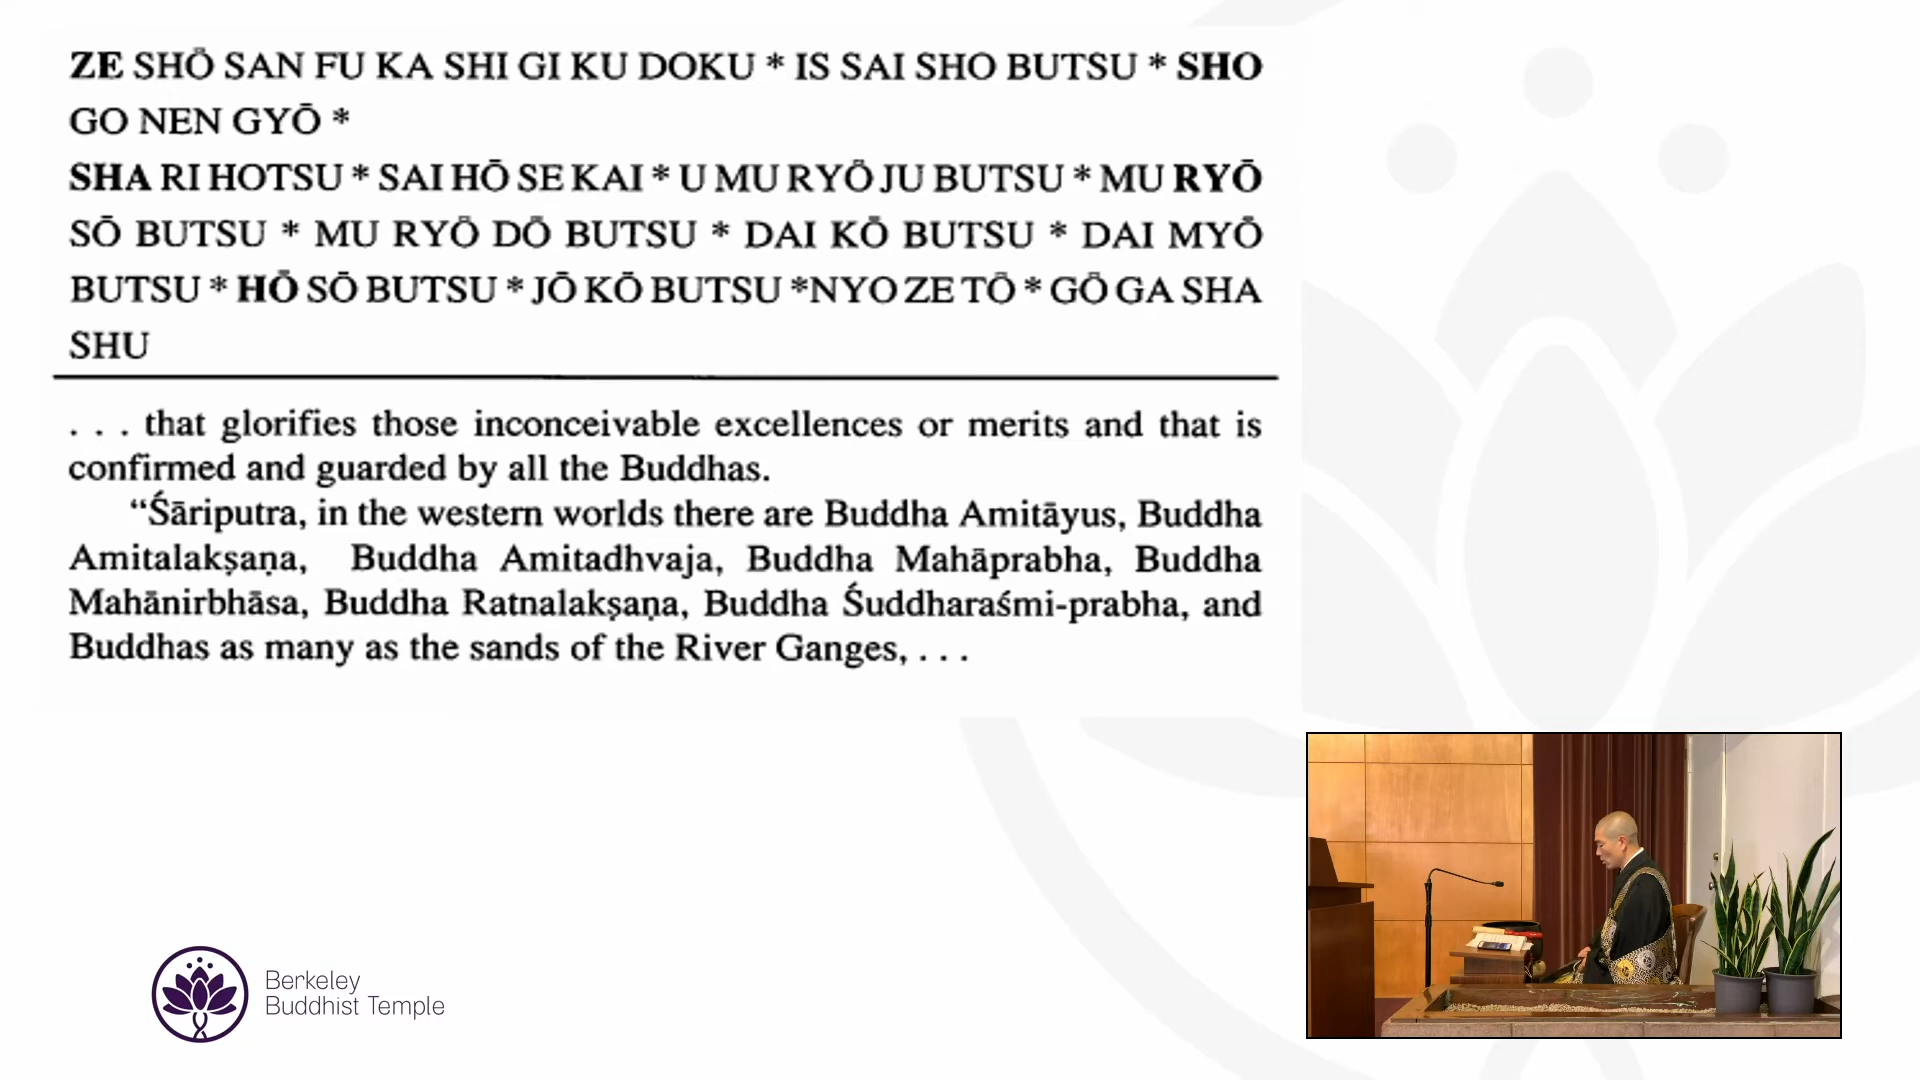 ZE SHŌ SAN FU KA SHI GI KU DOKU * IS SAI SHO BUTSU * SHO
GO NEN GYŌ *
SHA RI HOTSU * SAI HŌ SE KAI * U MU RYŌ JU BUTSU * MU RYŌ
SŌ BUTSU * MU RYŌ DŌ BUTSU * DAI KŌ BUTSU * DAI MYŌ
BUTSU * HŌ SŌ BUTSU * JŌ KŌ BUTSU *NYO ZE TŌ * GŌ GA SHA
SHU
. . . that glorifies those inconceivable excellences or merits and that is
confirmed and guarded by all the Buddhas.
“Śāriputra, in the western worlds there are Buddha Amitāyus, Buddha
Amitalakṣaṇa, Buddha Amitadhvaja, Buddha Mahāprabha, Buddha
Mahānirbhāsa, Buddha Ratnalakṣaṇa, Buddha Śuddharaśmi-prabha, and
Buddhas as many as the sands of the River Ganges, . . .
Berkeley
Buddhist Temple